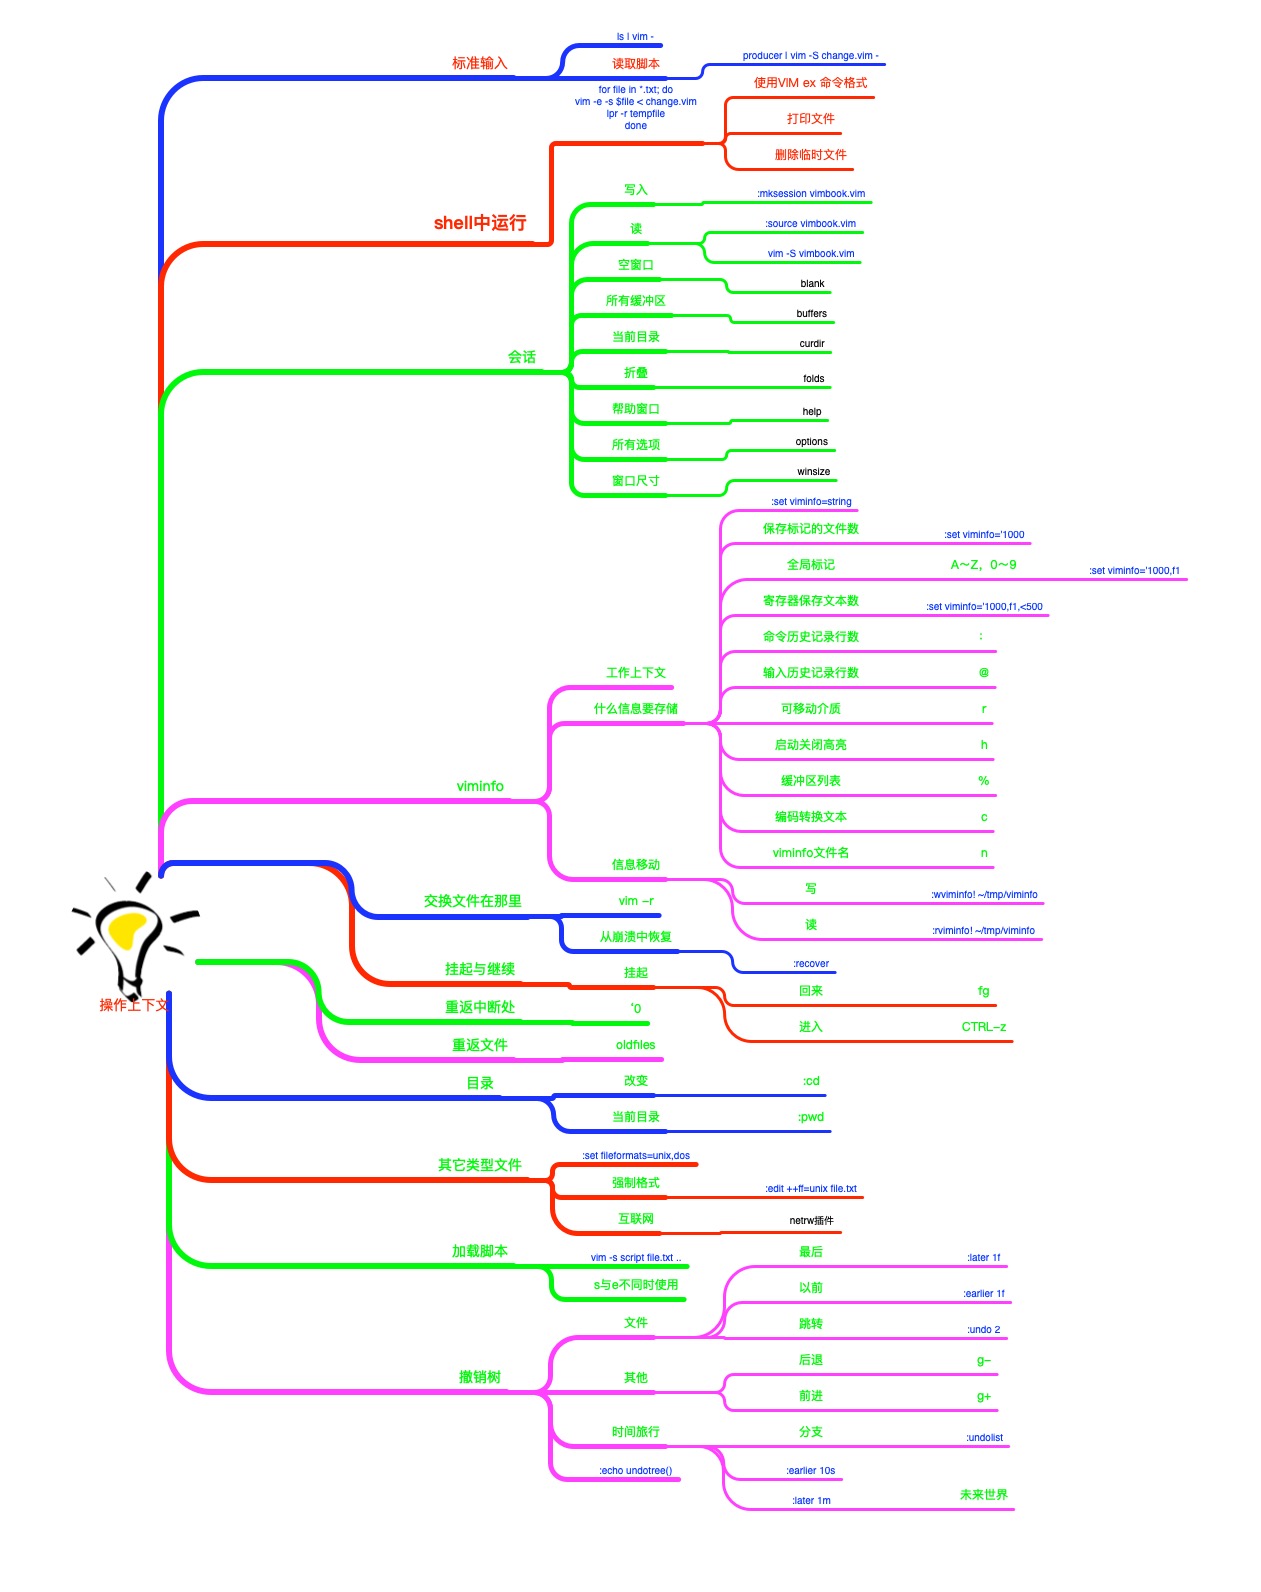 标准输入
ls | vim -
读取脚本
producer | vim -S change.vim -
shell中运行
for file in *.txt; do
vim -e -s $file < change.vim
lpr -r tempfile
done
使用VIM ex 命令格式
打印文件
删除临时文件
会话
写入
:mksession vimbook.vim
读
:source vimbook.vim
vim -S vimbook.vim
空窗口
blank
所有缓冲区
buffers
当前目录
curdir
折叠
folds
帮助窗口
help
所有选项
options
窗口尺寸
winsize
viminfo
工作上下文
什么信息要存储
:set viminfo=string
保存标记的文件数
:set viminfo='1000
全局标记
A～Z，0～9
:set viminfo='1000,f1
寄存器保存文本数
:set viminfo='1000,f1,<500
命令历史记录行数
:
输入历史记录行数
@
可移动介质
r
启动关闭高亮
h
缓冲区列表
%
编码转换文本
c
viminfo文件名
n
信息移动
写
:wviminfo! ~/tmp/viminfo
读
:rviminfo! ~/tmp/viminfo
操作上下文
交换文件在那里
vim -r
从崩溃中恢复
:recover
挂起与继续
挂起
回来
fg
进入
CTRL-z
重返中断处
‘0
重返文件
oldfiles
目录
改变
:cd
当前目录
:pwd
其它类型文件
:set fileformats=unix,dos
强制格式
:edit ++ff=unix file.txt
互联网
netrw插件
加载脚本
vim -s script file.txt ..
s与e不同时使用
撤销树
文件
最后
:later 1f
以前
:earlier 1f
跳转
:undo 2
其他
后退
g-
前进
g+
时间旅行
分支
:undolist
:earlier 10s
:later 1m
未来世界
:echo undotree()